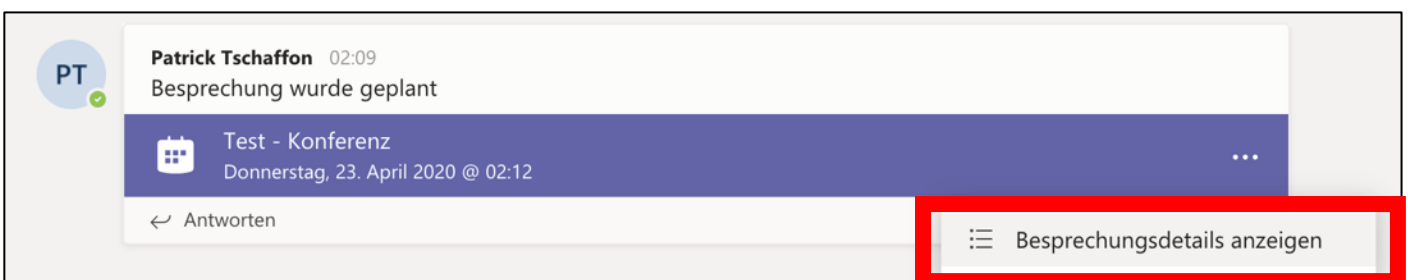 PT
Patrick Tschaffon 02:09
Besprechung wurde geplant
Test - Konferenz
Donnerstag, 23. April 2020 @ 02:12
Antworten
Besprechungsdetails anzeigen